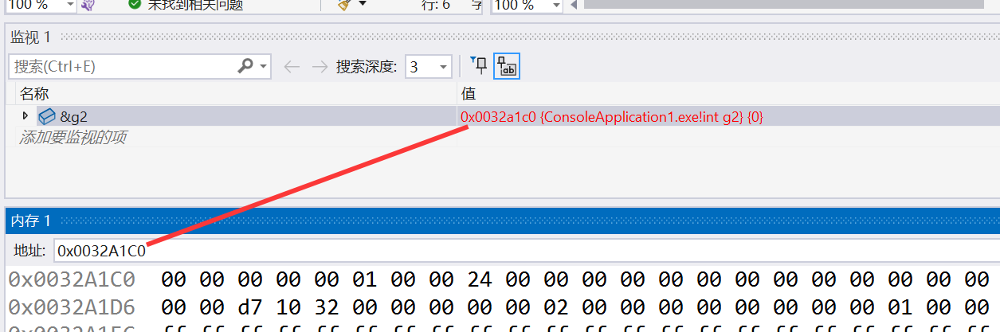 100 % 未找到相关问题 行: 6 字 100 %
监视 1
搜索(Ctrl+E) 搜索深度: 3
名称 值
&g2 0x0032a1c0 {ConsoleApplication1.exe!int g2} {0}
添加要监视的项
内存 1
地址: 0x0032A1C0
0x0032A1C0 00 00 00 00 00 01 00 00 24 00 00 00 00 00 00 00 00 00 00 00 00 00
0x0032A1D6 00 00 d7 10 32 00 00 00 00 00 02 00 00 00 00 00 00 00 00 01 00 00